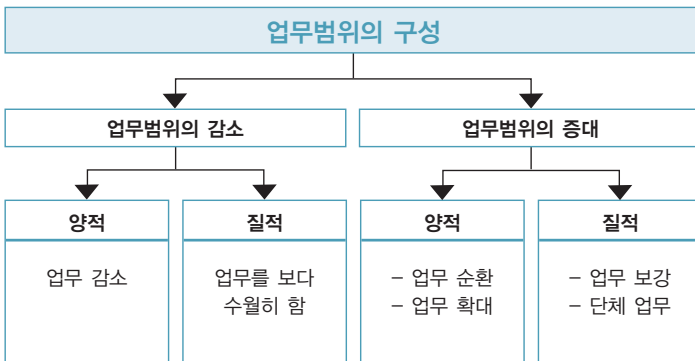 업무범위의 구성
업무범위의 감소
업무범위의 증대
양적
질적
양적
질적
업무 감소
업무를 보다
수월히 함
– 업무 순환
– 업무 확대
– 업무 보강
– 단체 업무